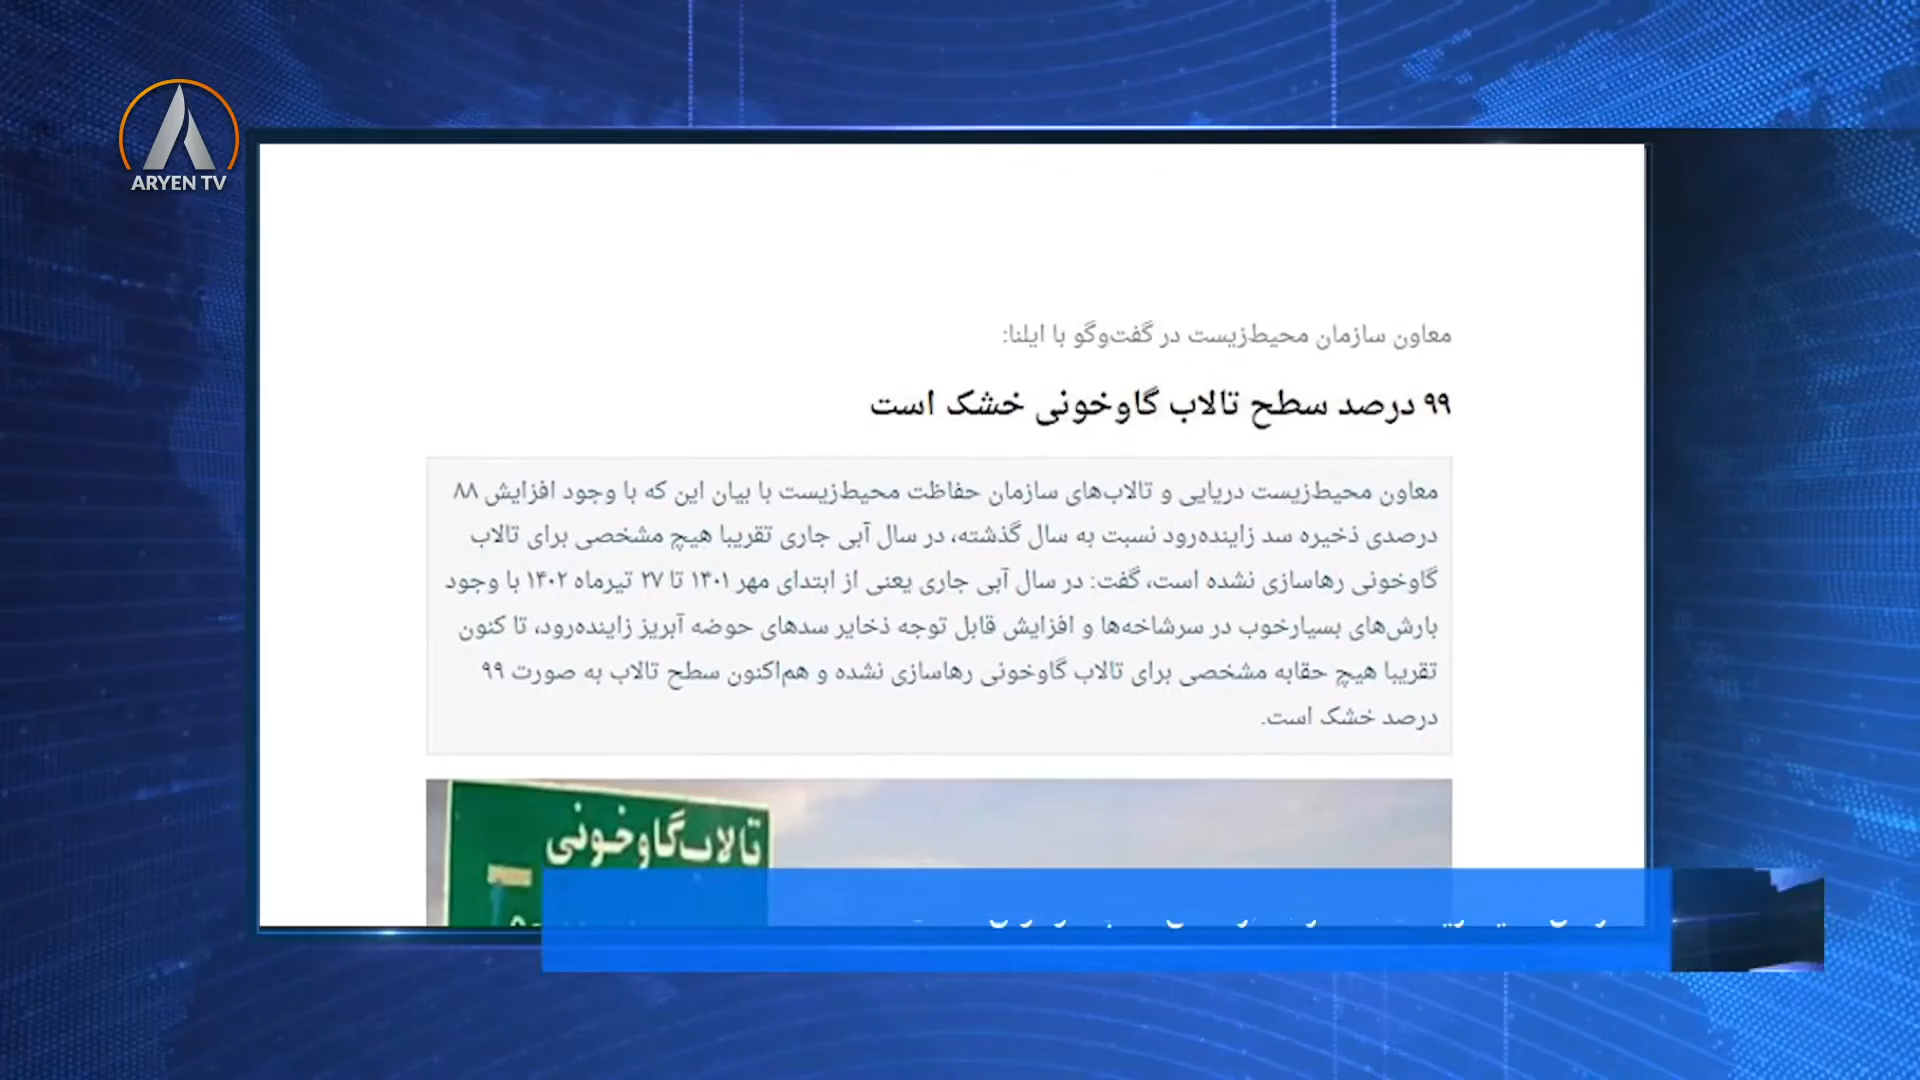 ARYEN TV
معاون سازمان محیط‌زیست در گفت‌وگو با ایلنا:
۹۹ درصد سطح تالاب گاوخونی خشک است
معاون محیط‌زیست دریایی و تالاب‌های سازمان حفاظت محیط‌زیست با بیان این که با وجود افزایش ۸۸
درصدی ذخیره سد زاینده‌رود نسبت به سال گذشته، در سال آبی جاری تقریبا هیچ مشخصی برای تالاب
گاوخونی رهاسازی نشده است، گفت: در سال آبی جاری یعنی از ابتدای مهر ۱۴۰۱ تا ۲۷ تیرماه ۱۴۰۲ با وجود
بارش‌های بسیارخوب در سرشاخه‌ها و افزایش قابل توجه ذخایر سدهای حوضه آبریز زاینده‌رود، تا کنون
تقریبا هیچ حقابه مشخصی برای تالاب گاوخونی رهاسازی نشده و هم‌اکنون سطح تالاب به صورت ۹۹
درصد خشک است.
تالاب‌گاوخونی